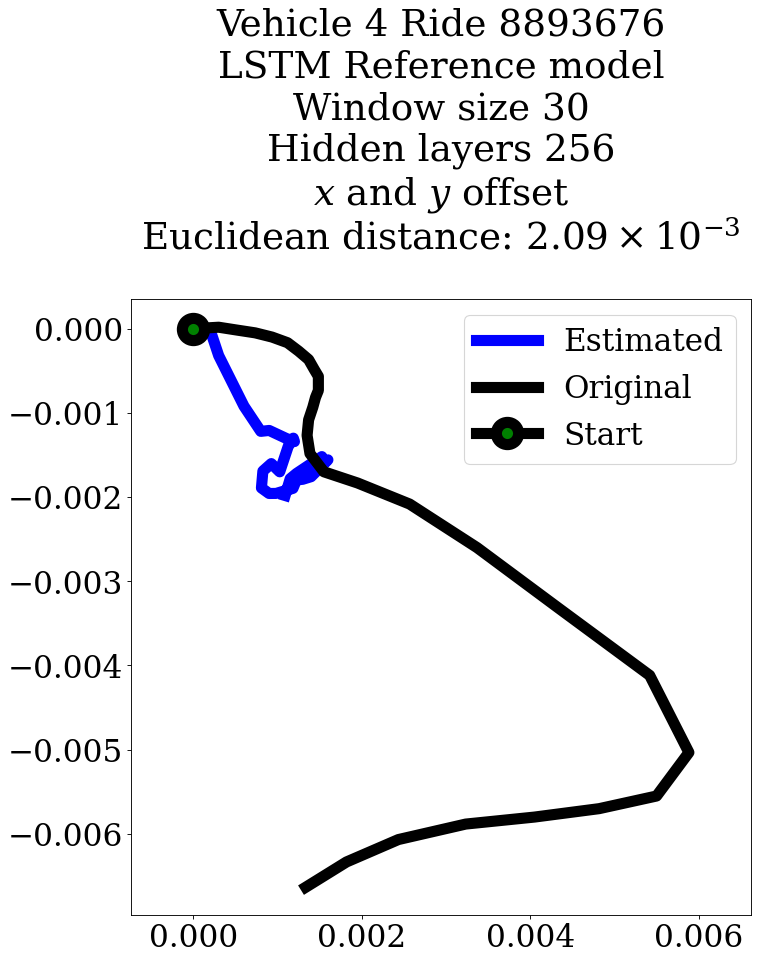 Vehicle 4 Ride 8893676
LSTM Reference model
Window size 30
Hidden layers 256
x and y offset
Euclidean distance: 2.09 × 10⁻³
Estimated
Original
Start
0.000
−0.001
−0.002
−0.003
−0.004
−0.005
−0.006
0.000 0.002 0.004 0.006